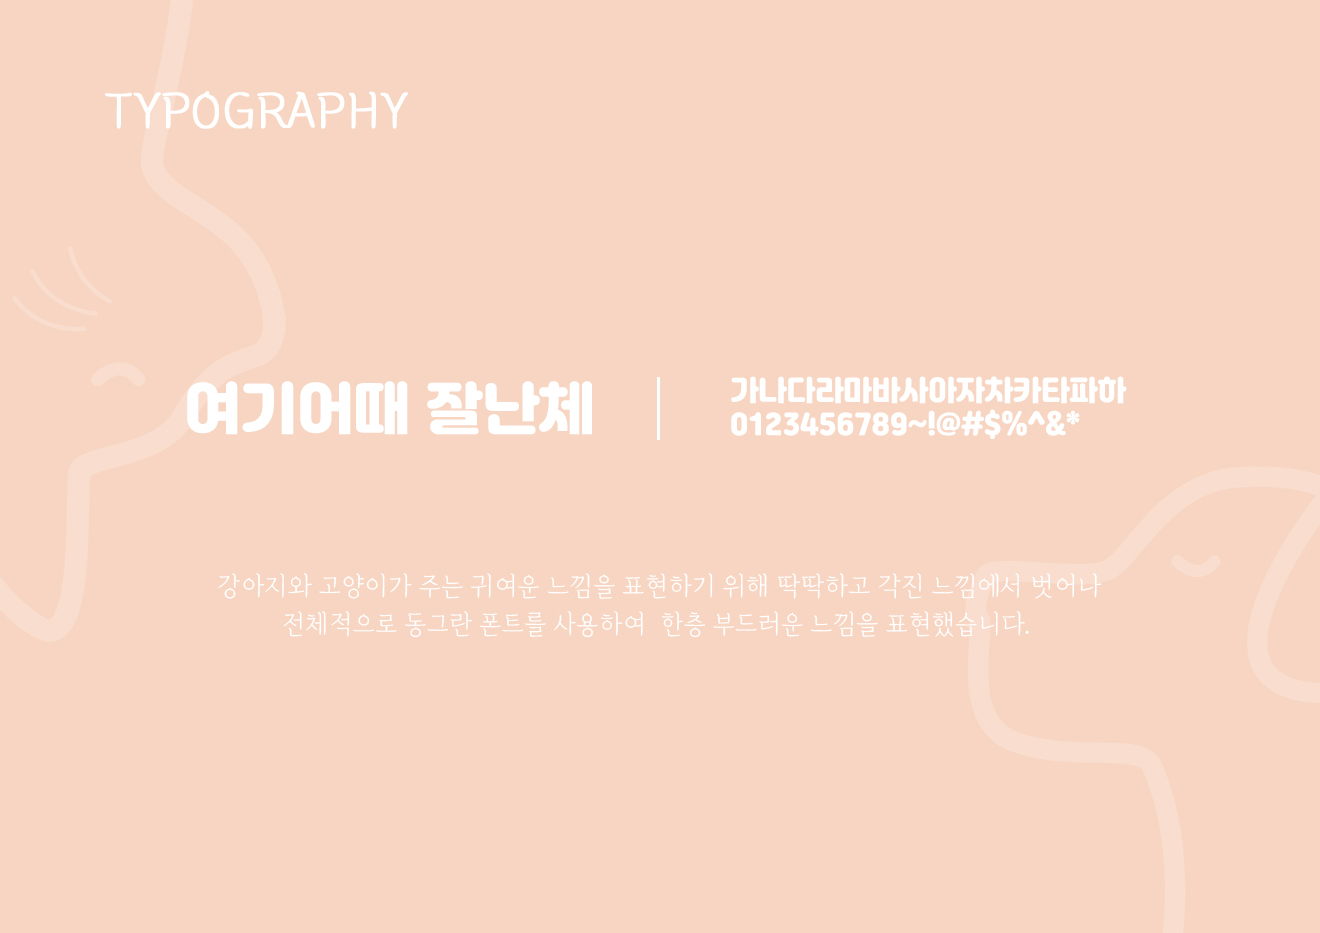 TYPOGRAPHY
여기어때 잘난체
가나다라마바사아자차카타파하
0123456789~!@#$%^&*
강아지와 고양이가 주는 귀여운 느낌을 표현하기 위해 딱딱하고 각진 느낌에서 벗어나
전체적으로 동그란 폰트를 사용하여 한층 부드러운 느낌을 표현했습니다.